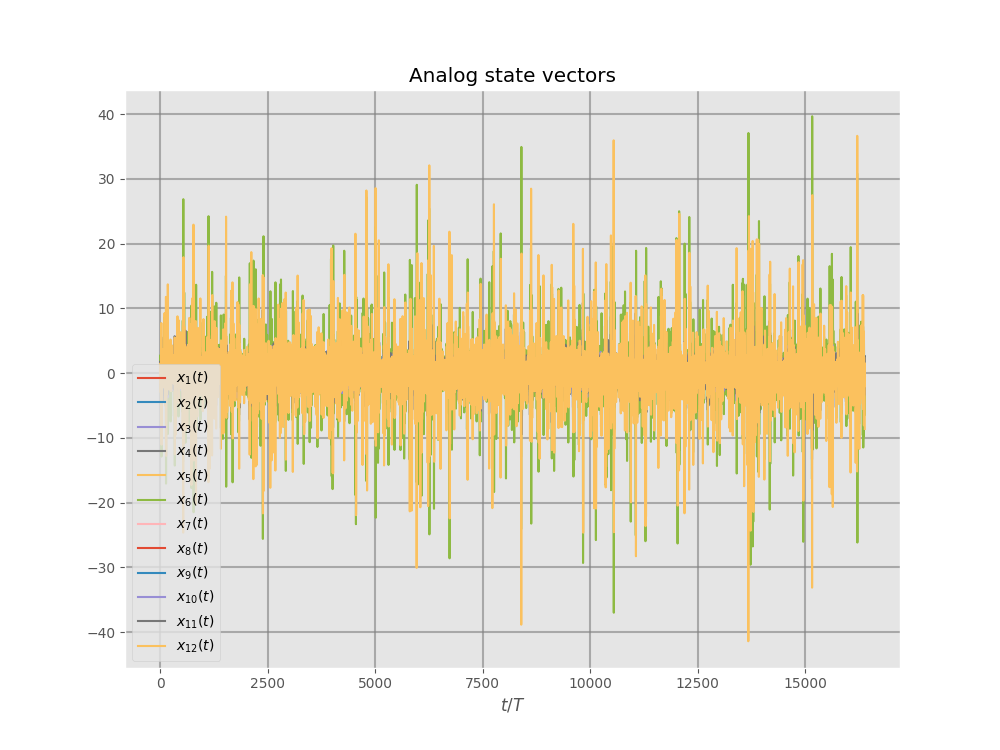 Analog state vectors
40
30
20
10
0
−10
−20
−30
−40
x₁(t)
x₂(t)
x₃(t)
x₄(t)
x₅(t)
x₆(t)
x₇(t)
x₈(t)
x₉(t)
x₁₀(t)
x₁₁(t)
x₁₂(t)
0 2500 5000 7500 10000 12500 15000
t/T